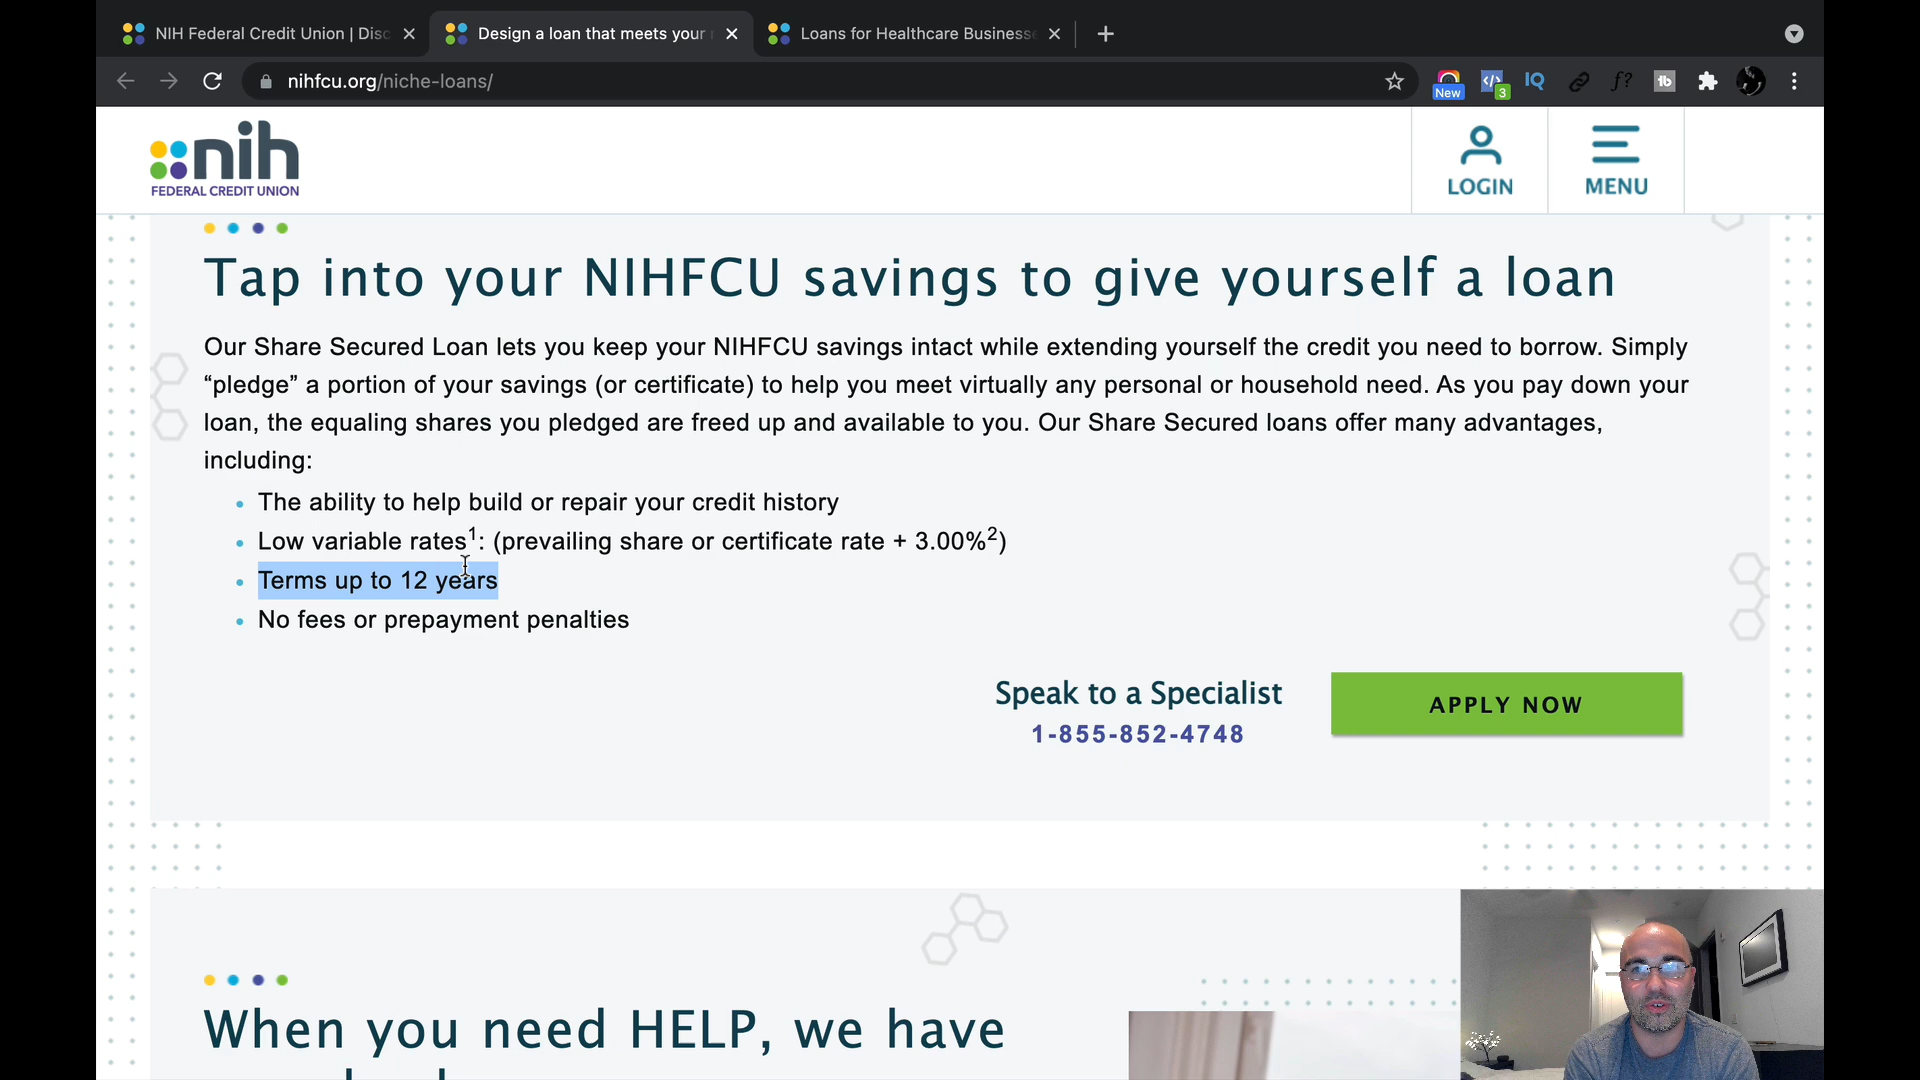 NIH Federal Credit Union | Disc
Design a loan that meets your
Loans for Healthcare Businesse
nihfcu.org/niche-loans/
New
3
IQ
f?
tb
nih
FEDERAL CREDIT UNION
LOGIN
MENU
Tap into your NIHFCU savings to give yourself a loan
Our Share Secured Loan lets you keep your NIHFCU savings intact while extending yourself the credit you need to borrow. Simply
“pledge” a portion of your savings (or certificate) to help you meet virtually any personal or household need. As you pay down your
loan, the equaling shares you pledged are freed up and available to you. Our Share Secured loans offer many advantages,
including:
• The ability to help build or repair your credit history
• Low variable rates¹: (prevailing share or certificate rate + 3.00%²)
• Terms up to 12 years
• No fees or prepayment penalties
Speak to a Specialist
1-855-852-4748
APPLY NOW
When you need HELP, we have